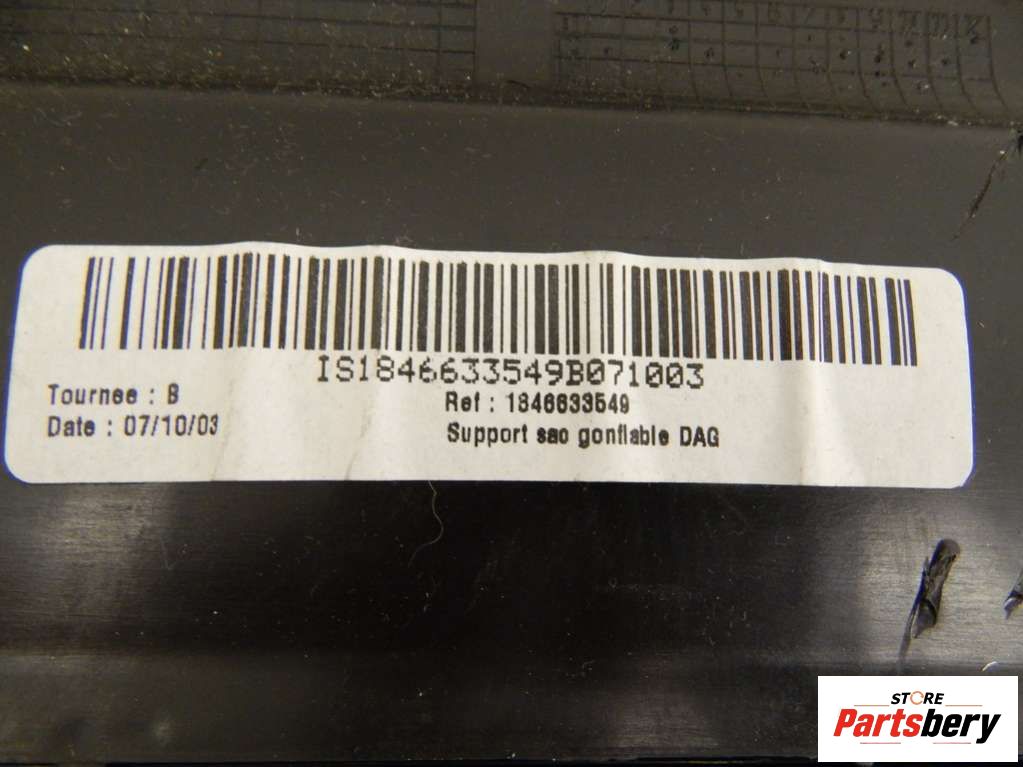 IS1846633549B071003
Tournee : B
Ref : 1846633549
Date : 07/10/03
Support sac gonflable DAG
STORE
Partsbery